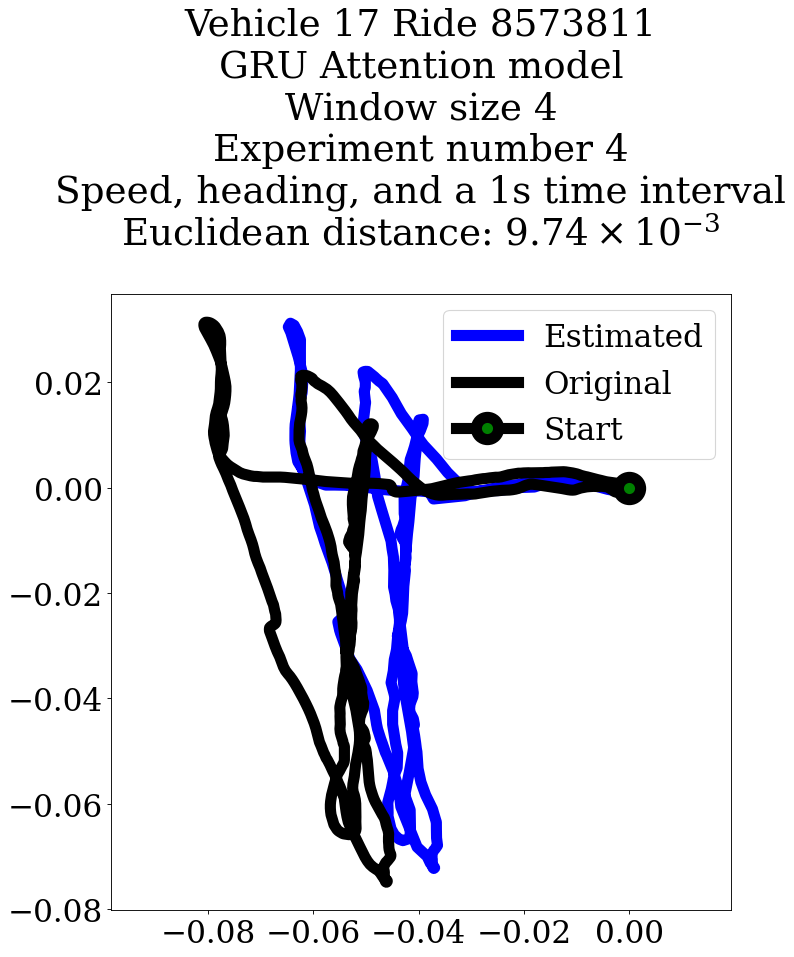 Vehicle 17 Ride 8573811
GRU Attention model
Window size 4
Experiment number 4
Speed, heading, and a 1s time interval
Euclidean distance: 9.74 × 10⁻³
Estimated
Original
Start
0.02
0.00
−0.02
−0.04
−0.06
−0.08
−0.08 −0.06 −0.04 −0.02 0.00